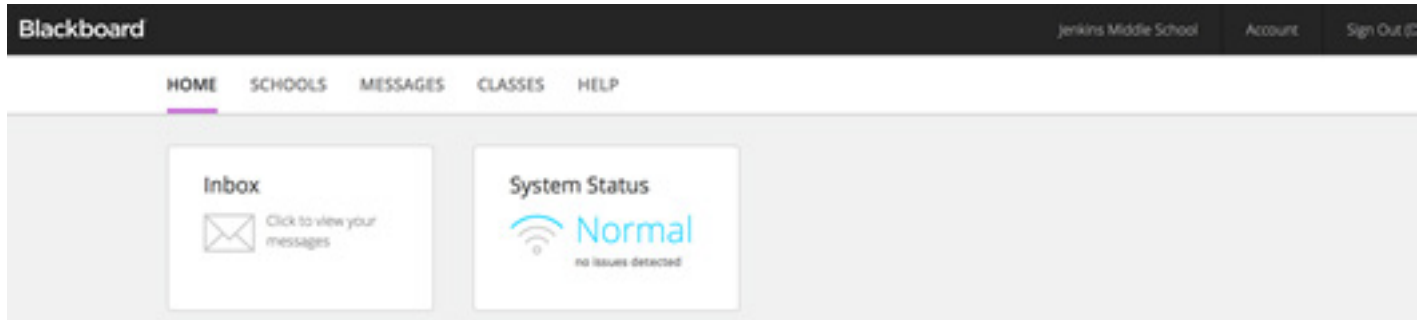 Blackboard
Jenkins Middle School Account Sign Out
HOME SCHOOLS MESSAGES CLASSES HELP
Inbox
Click to view your
messages
System Status
Normal
no issues detected